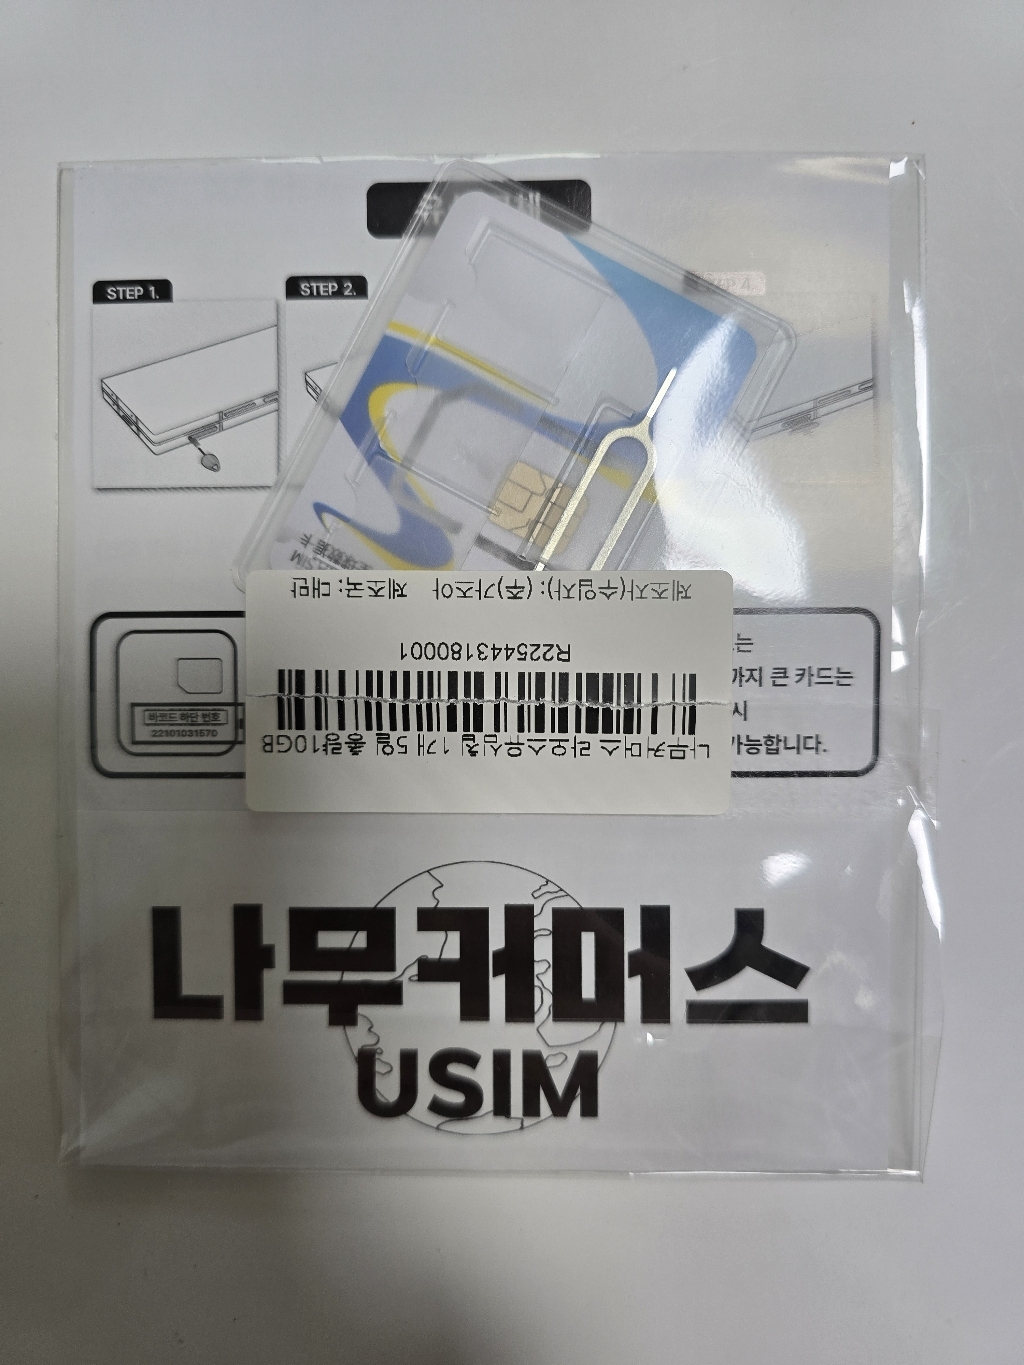 STEP 1.
STEP 2.
나무커머스 라오스유심칩 1개 5일 총량10GB
R225443180001
제조자(수입자): (주)가즈아 제조국: 대만
바코드 하단 번호
22101031570
까지 큰 카드는
시
가능합니다.
나무커머스
USIM